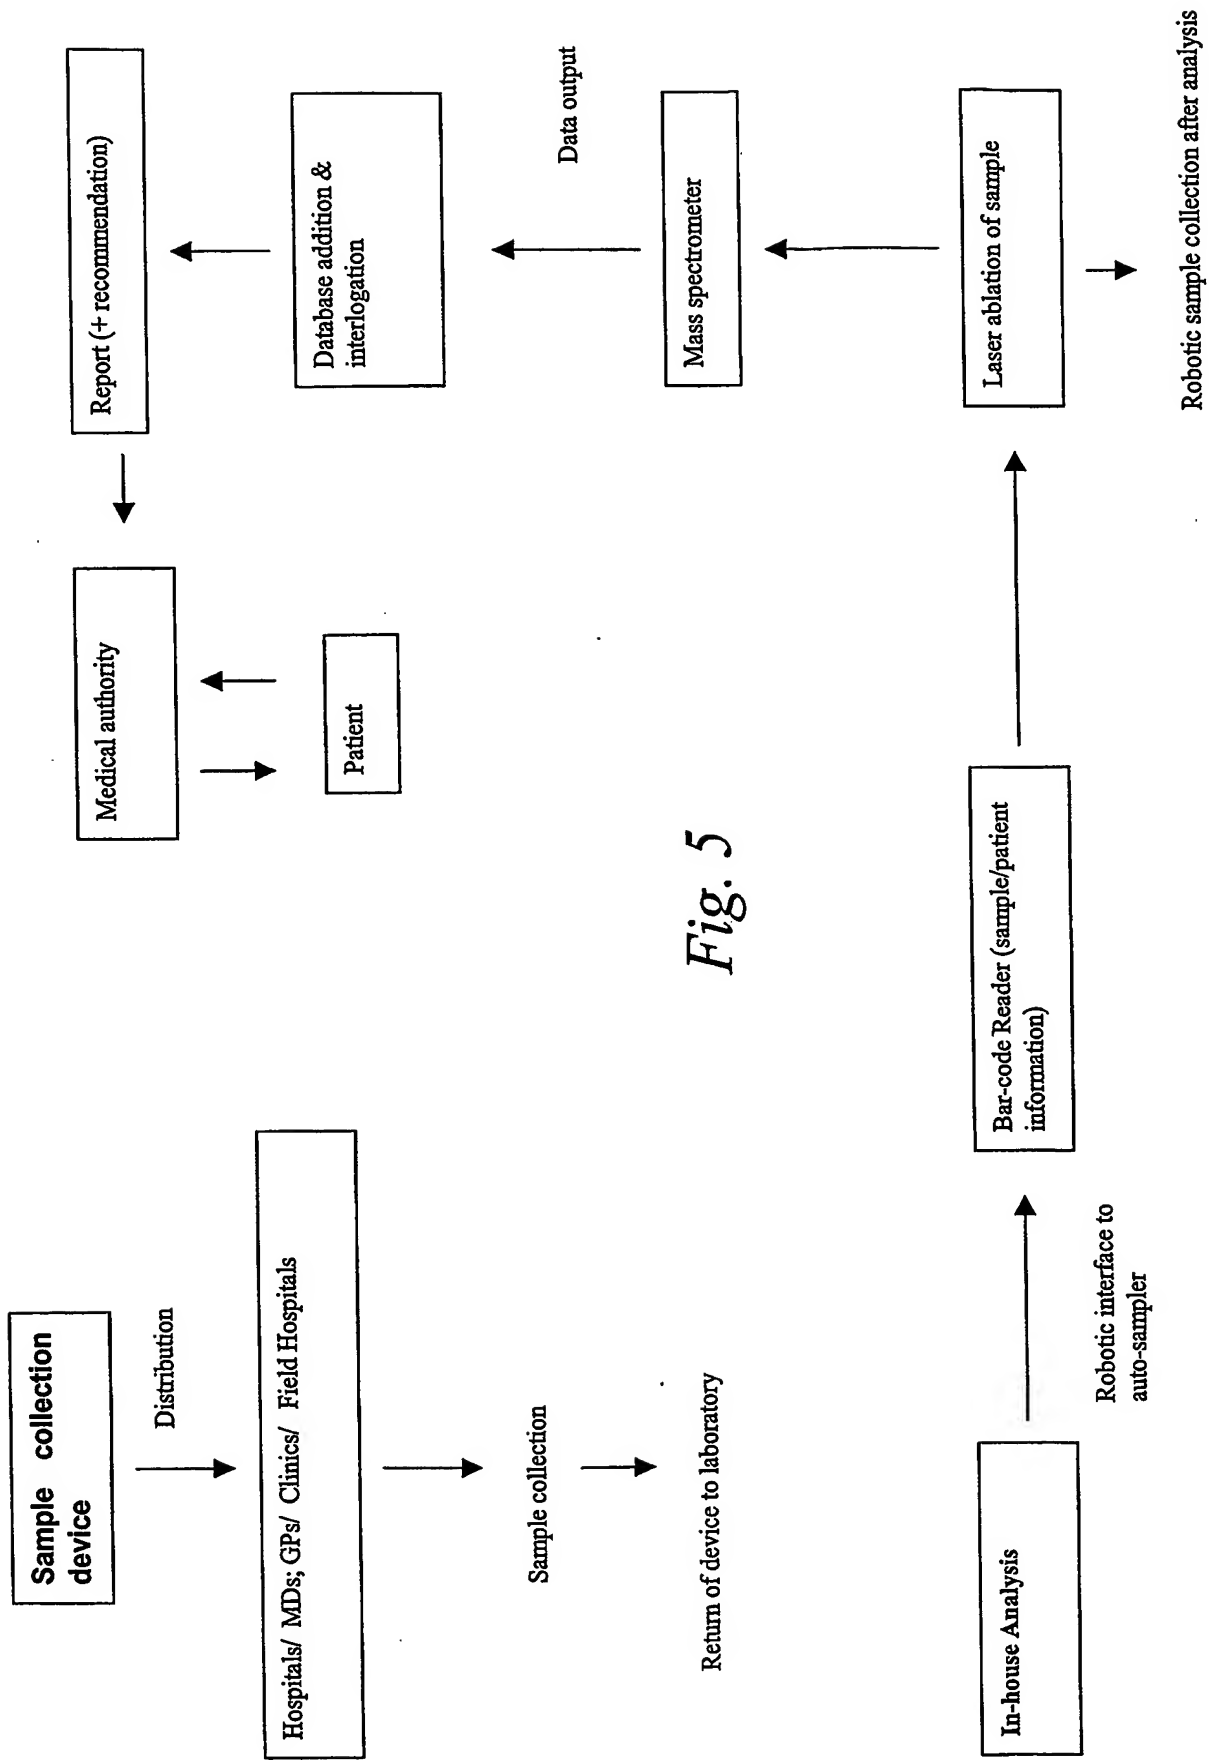 Sample collection
device
Distribution
Hospitals/ MDs; GPs/ Clinics/ Field Hospitals
Sample collection
Return of device to laboratory
In-house Analysis
Robotic interface to
auto-sampler
Bar-code Reader (sample/patient
information)
Laser ablation of sample
Robotic sample collection after analysis
Mass spectrometer
Data output
Database addition &
interlogation
Report (+ recommendation)
Medical authority
Patient
Fig. 5